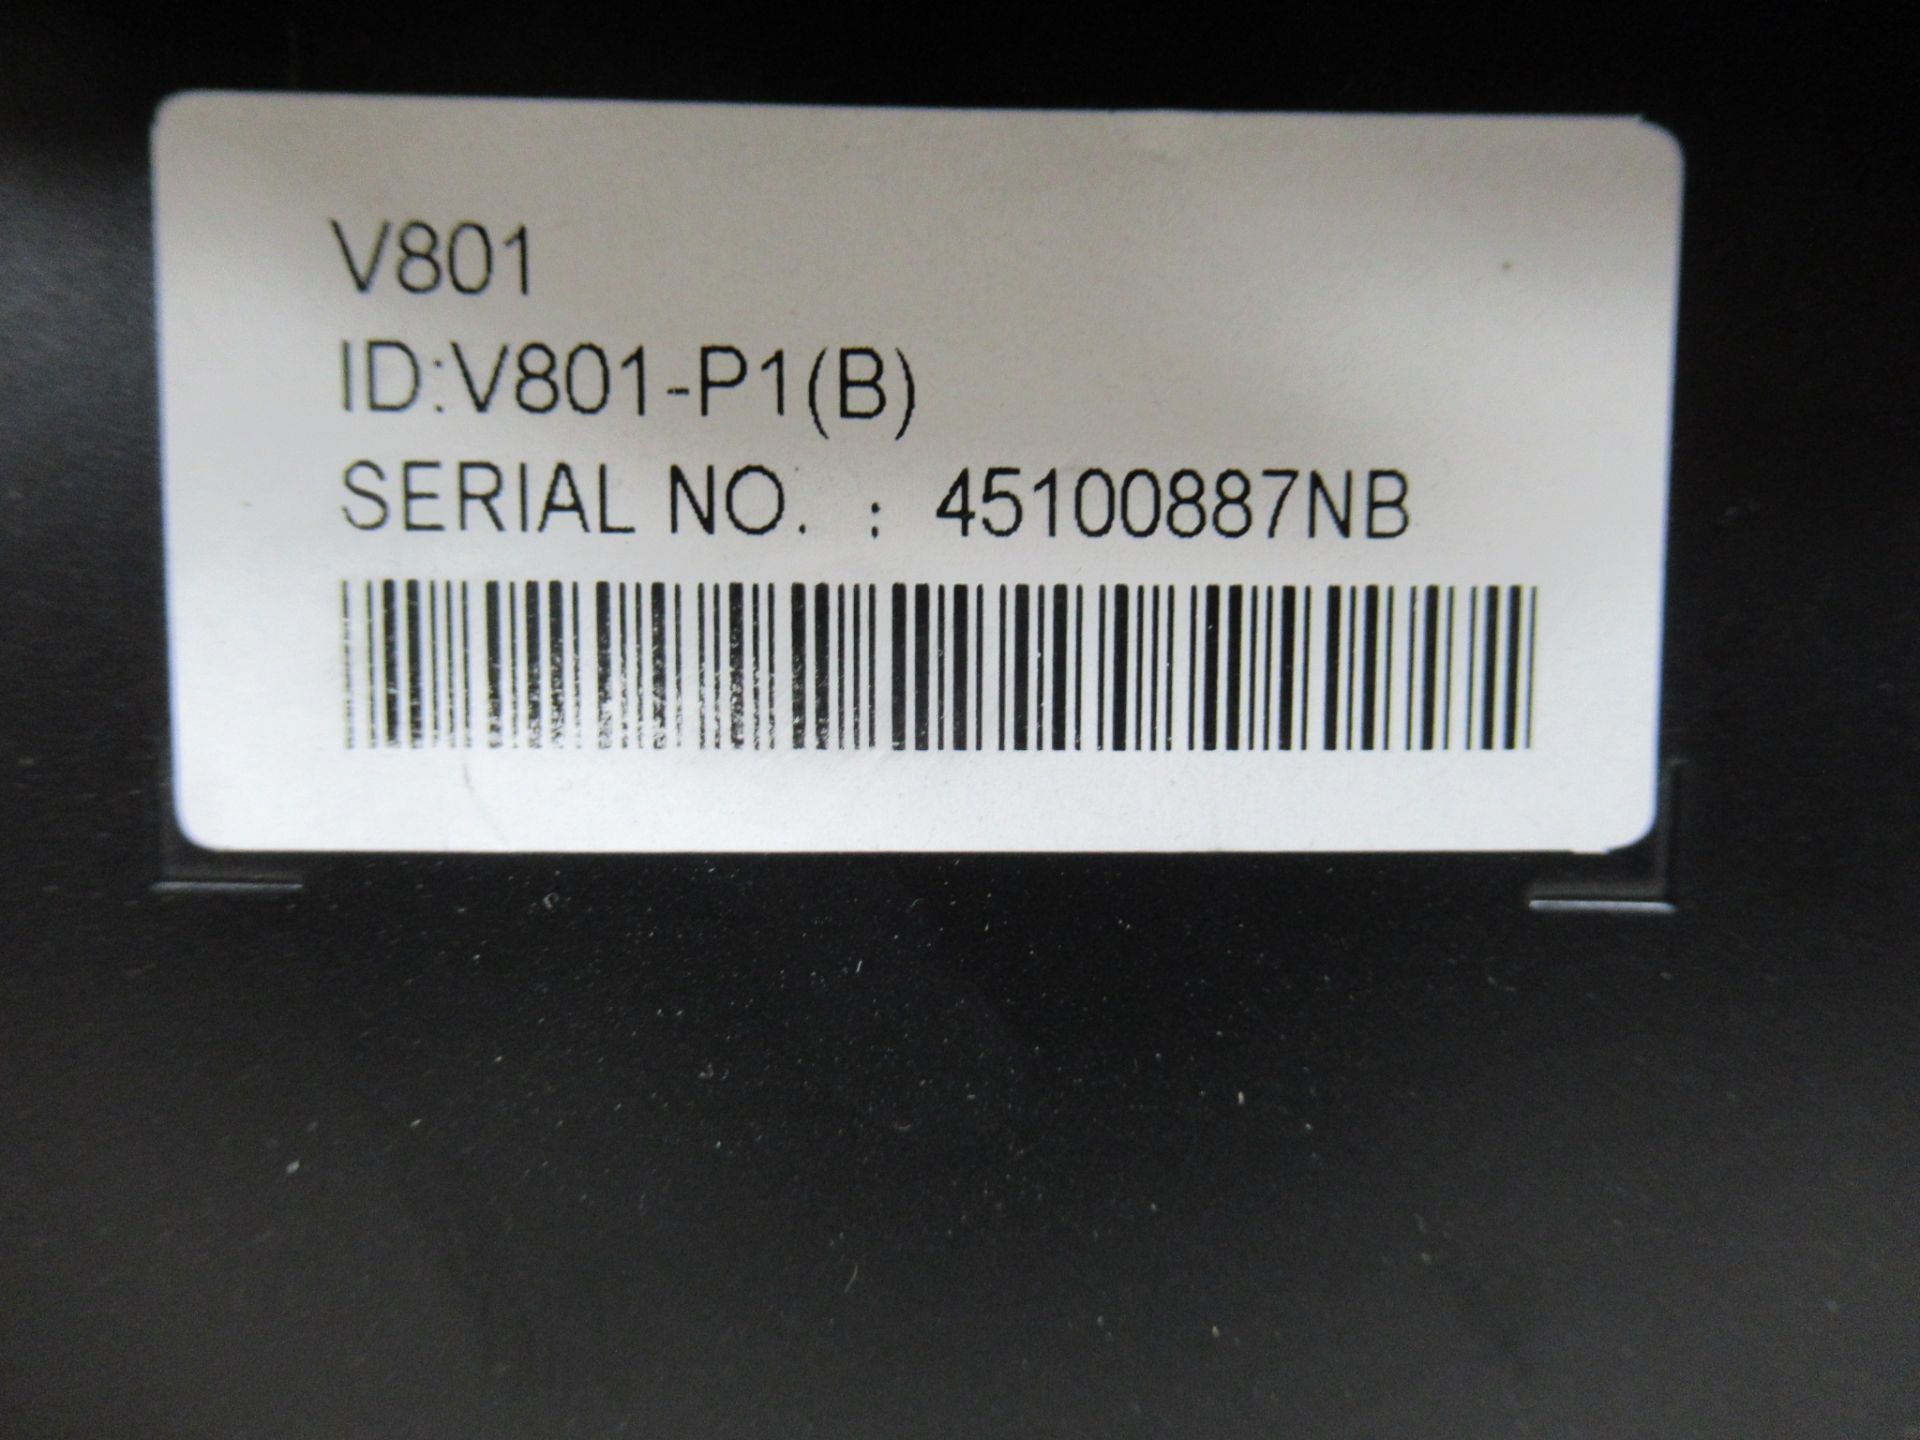 V801
ID:V801-P1(B)
SERIAL NO. : 45100887NB